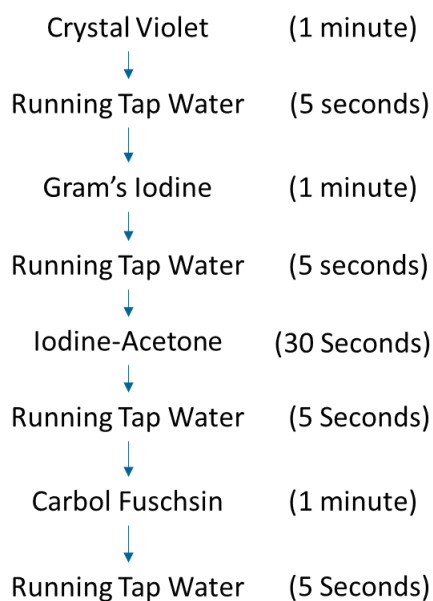 Crystal Violet (1 minute)
Running Tap Water (5 seconds)
Gram's Iodine (1 minute)
Running Tap Water (5 seconds)
Iodine-Acetone (30 Seconds)
Running Tap Water (5 Seconds)
Carbol Fuschsin (1 minute)
Running Tap Water (5 Seconds)